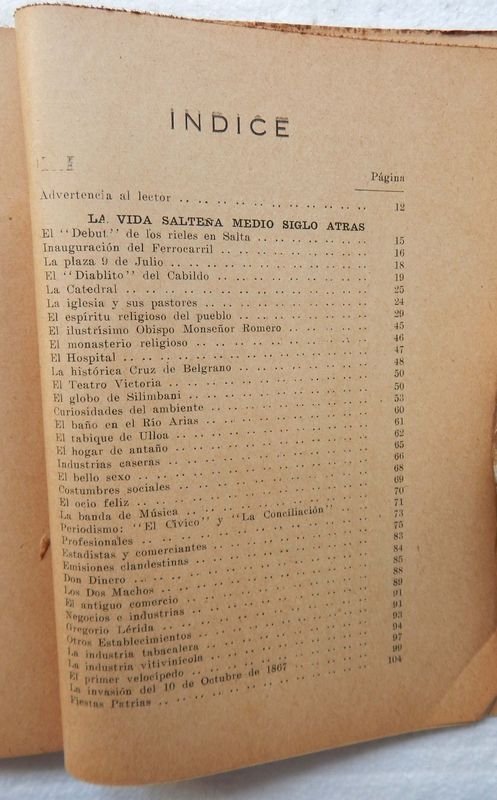 INDICE
Página
Advertencia al lector .. .. .. .. .. .. .. .. .. 12
LA VIDA SALTEÑA MEDIO SIGLO ATRAS
El "Debut" de los rieles en Salta .. .. .. .. .. 15
Inauguración del Ferrocarril .. .. .. .. .. .. 16
La plaza 9 de Julio .. .. .. .. .. .. .. .. 18
El "Diablito" del Cabildo .. .. .. .. .. .. .. 19
La Catedral .. .. .. .. .. .. .. .. .. .. 25
La iglesia y sus pastores .. .. .. .. .. .. .. 24
El espíritu religioso del pueblo .. .. .. .. .. 29
El ilustrísimo Obispo Monseñor Romero .. .. .. 45
El monasterio religioso .. .. .. .. .. .. .. 46
El Hospital .. .. .. .. .. .. .. .. .. .. 47
La histórica Cruz de Belgrano .. .. .. .. .. 48
El Teatro Victoria .. .. .. .. .. .. .. .. 50
El globo de Silimbani .. .. .. .. .. .. .. 50
Curiosidades del ambiente .. .. .. .. .. .. 53
El baño en el Río Arias .. .. .. .. .. .. .. 60
El tabique de Ulloa .. .. .. .. .. .. .. .. 61
El hogar de antaño .. .. .. .. .. .. .. .. 62
Industrias caseras .. .. .. .. .. .. .. .. 65
El bello sexo .. .. .. .. .. .. .. .. .. 66
Costumbres sociales .. .. .. .. .. .. .. .. 68
El ocio feliz .. .. .. .. .. .. .. .. .. 69
La banda de Música .. .. .. .. .. .. .. .. 70
Periodismo: "El Cívico" y "La Conciliación" .. .. 71
Profesionales .. .. .. .. .. .. .. .. .. 73
Estadistas y comerciantes .. .. .. .. .. .. 75
Emisiones clandestinas .. .. .. .. .. .. .. 83
Don Dinero .. .. .. .. .. .. .. .. .. 84
Los Dos Machos .. .. .. .. .. .. .. .. 85
El antiguo comercio .. .. .. .. .. .. .. 88
Negocios e industrias .. .. .. .. .. .. .. 89
Gregorio Lérida .. .. .. .. .. .. .. .. 91
Otros Establecimientos .. .. .. .. .. .. .. 91
La industria tabacalera .. .. .. .. .. .. .. 93
La industria vitivinícola .. .. .. .. .. .. 94
El primer velocípedo .. .. .. .. .. .. .. 97
La invasión del 10 de Octubre de 1867 .. .. .. 99
Fiestas Patrias .. .. .. .. .. .. .. .. 104